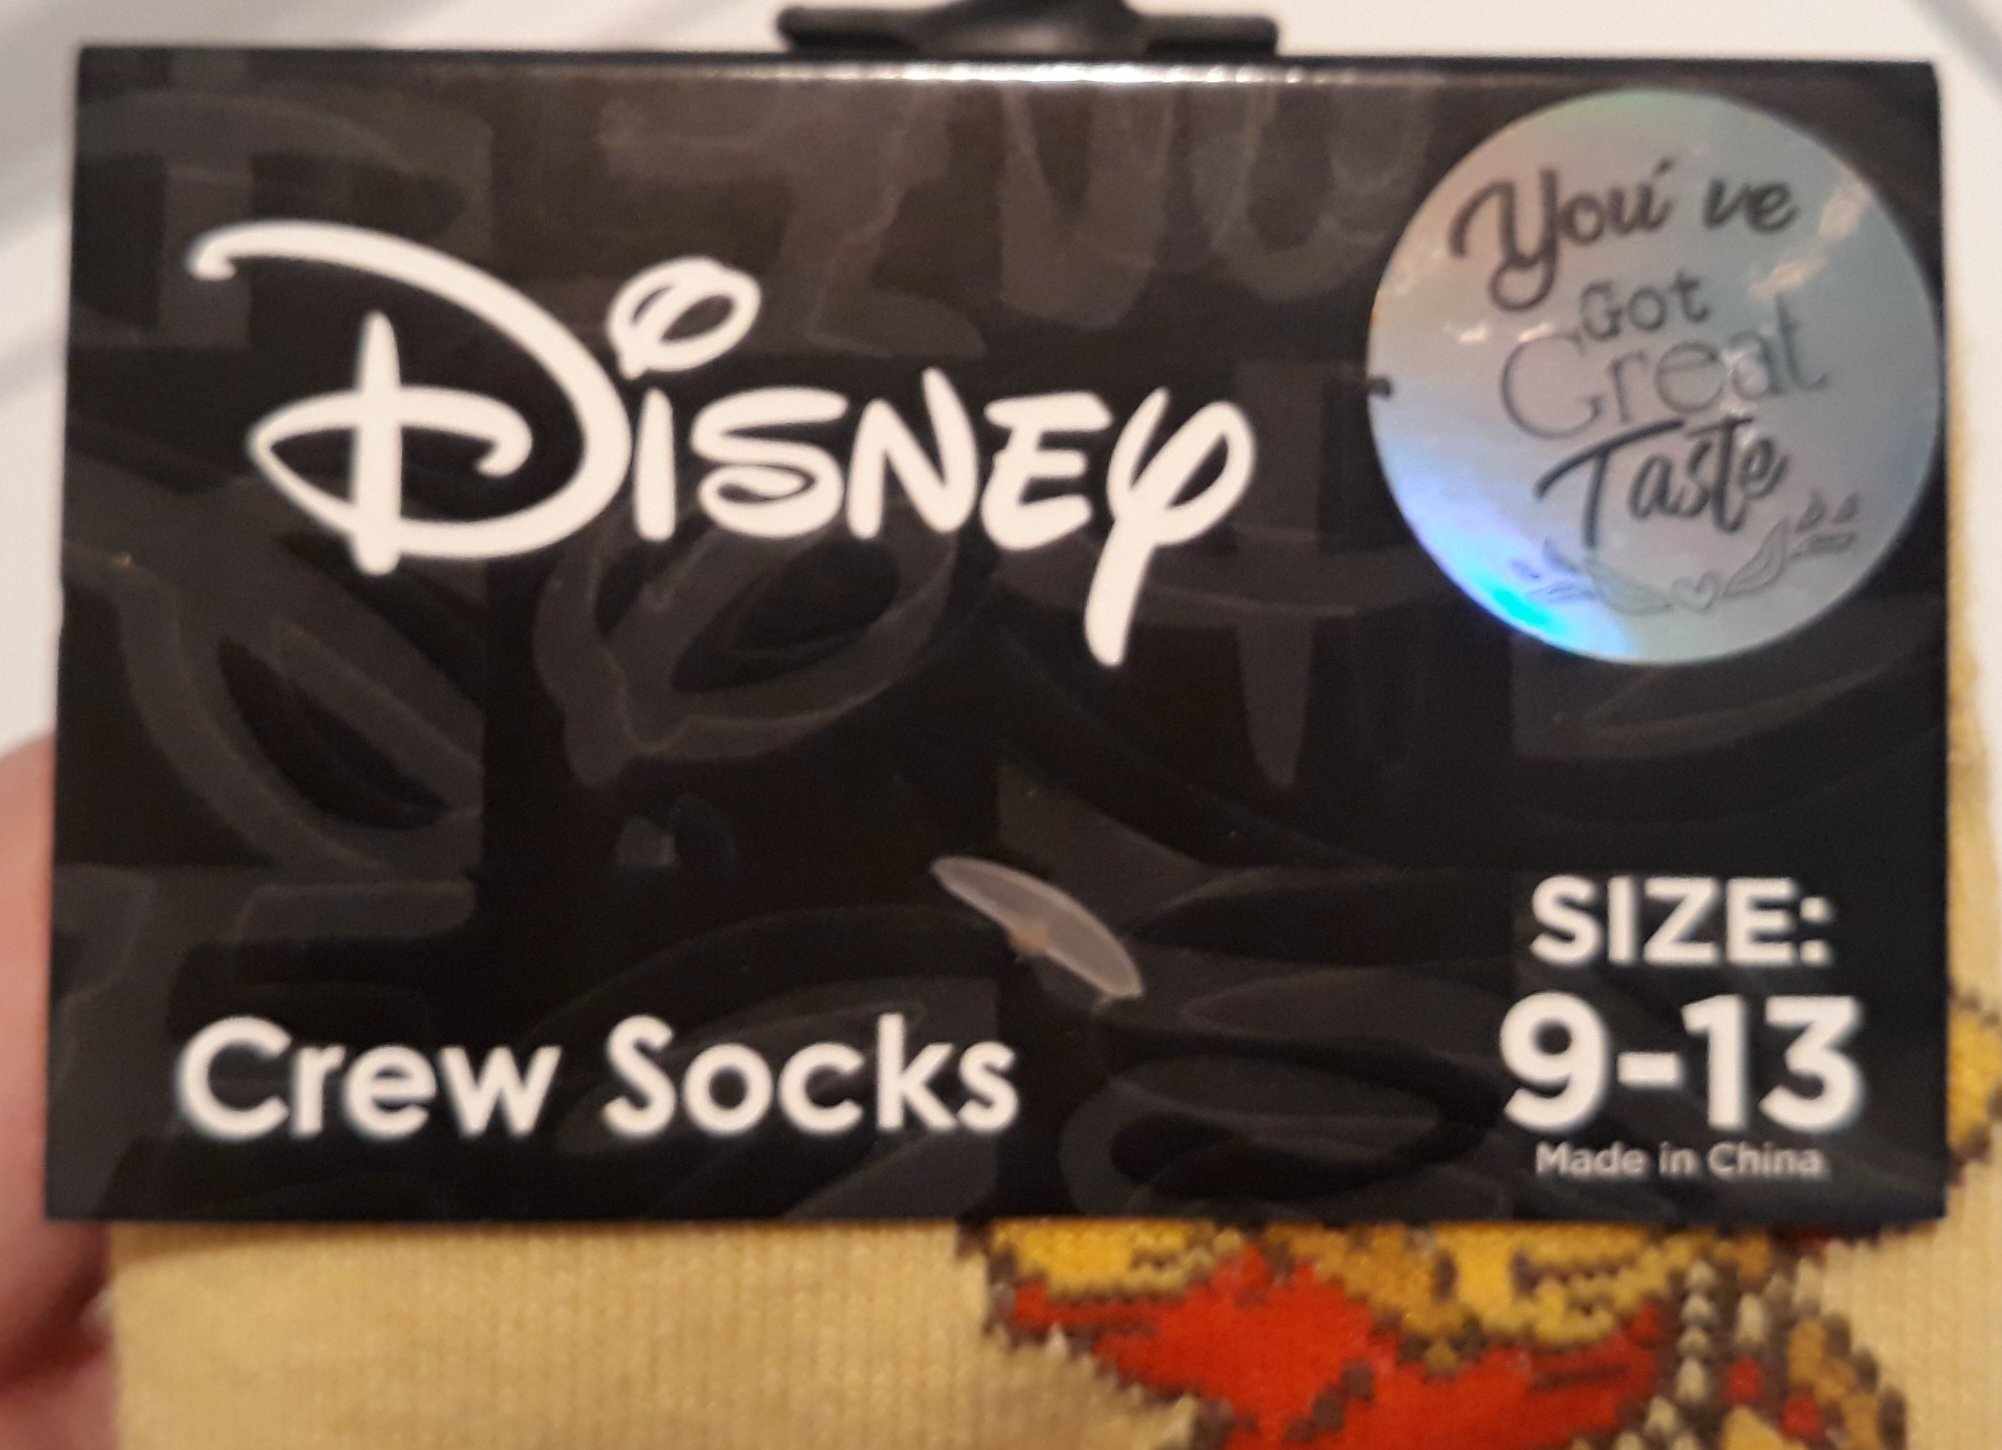 Disney
You've
Got
Great
Taste
Crew Socks
SIZE:
9-13
Made in China